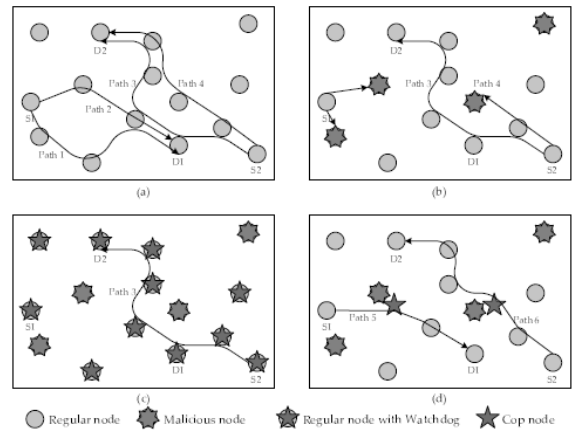 D2
Path 3
Path 4
S1
Path 2
Path 1
D1
S2
(a)
D2
Path 3
Path 4
S1
D1
S2
(b)
D2
Path 3
S1
D1
S2
(c)
D2
S1
Path 5
Path 6
D1
S2
(d)
Regular node
Malicious node
Regular node with Watchdog
Cop node